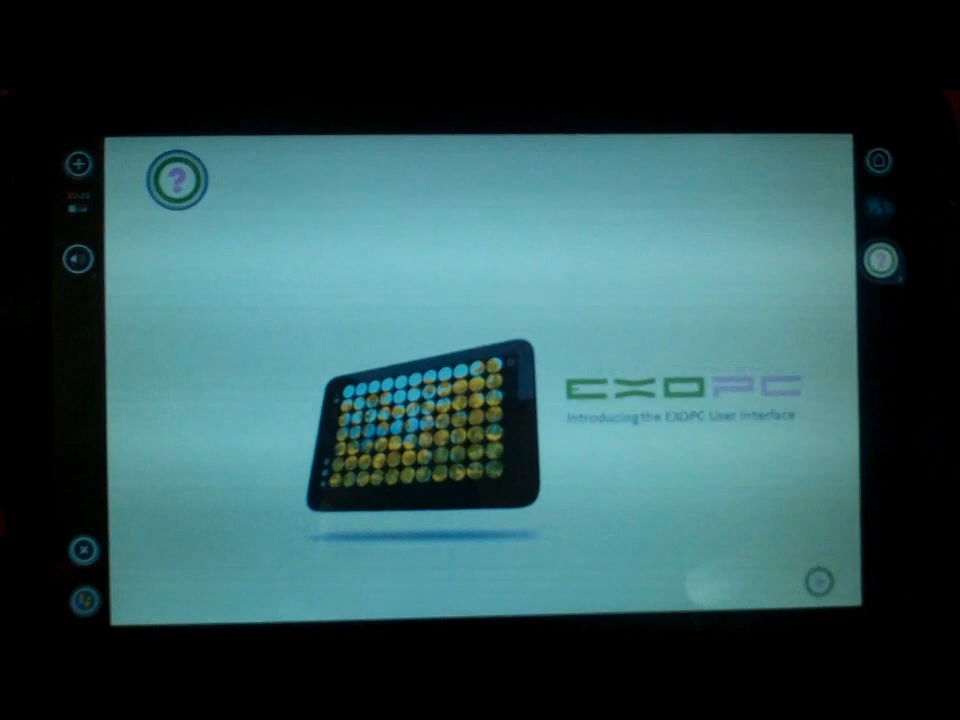 ?
?
EXOPC
Introducing the EXOPC User Interface